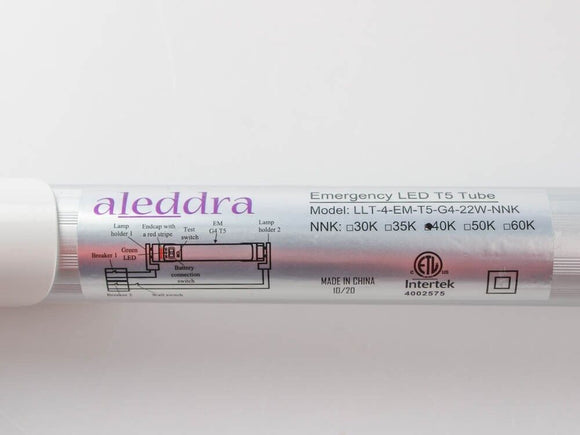 aleddra
Emergency LED T5 Tube
Model: LLT-4-EM-T5-G4-22W-NNK
NNK: □30K □35K ■40K □50K □60K
Lamp holder 1
Endcap with a red stripe
Test switch
EM G4 T5
Lamp holder 2
Green LED
Breaker 1
Battery connection switch
Breaker 2
Wall switch
MADE IN CHINA
10/20
ETL
C US
Intertek
4002575